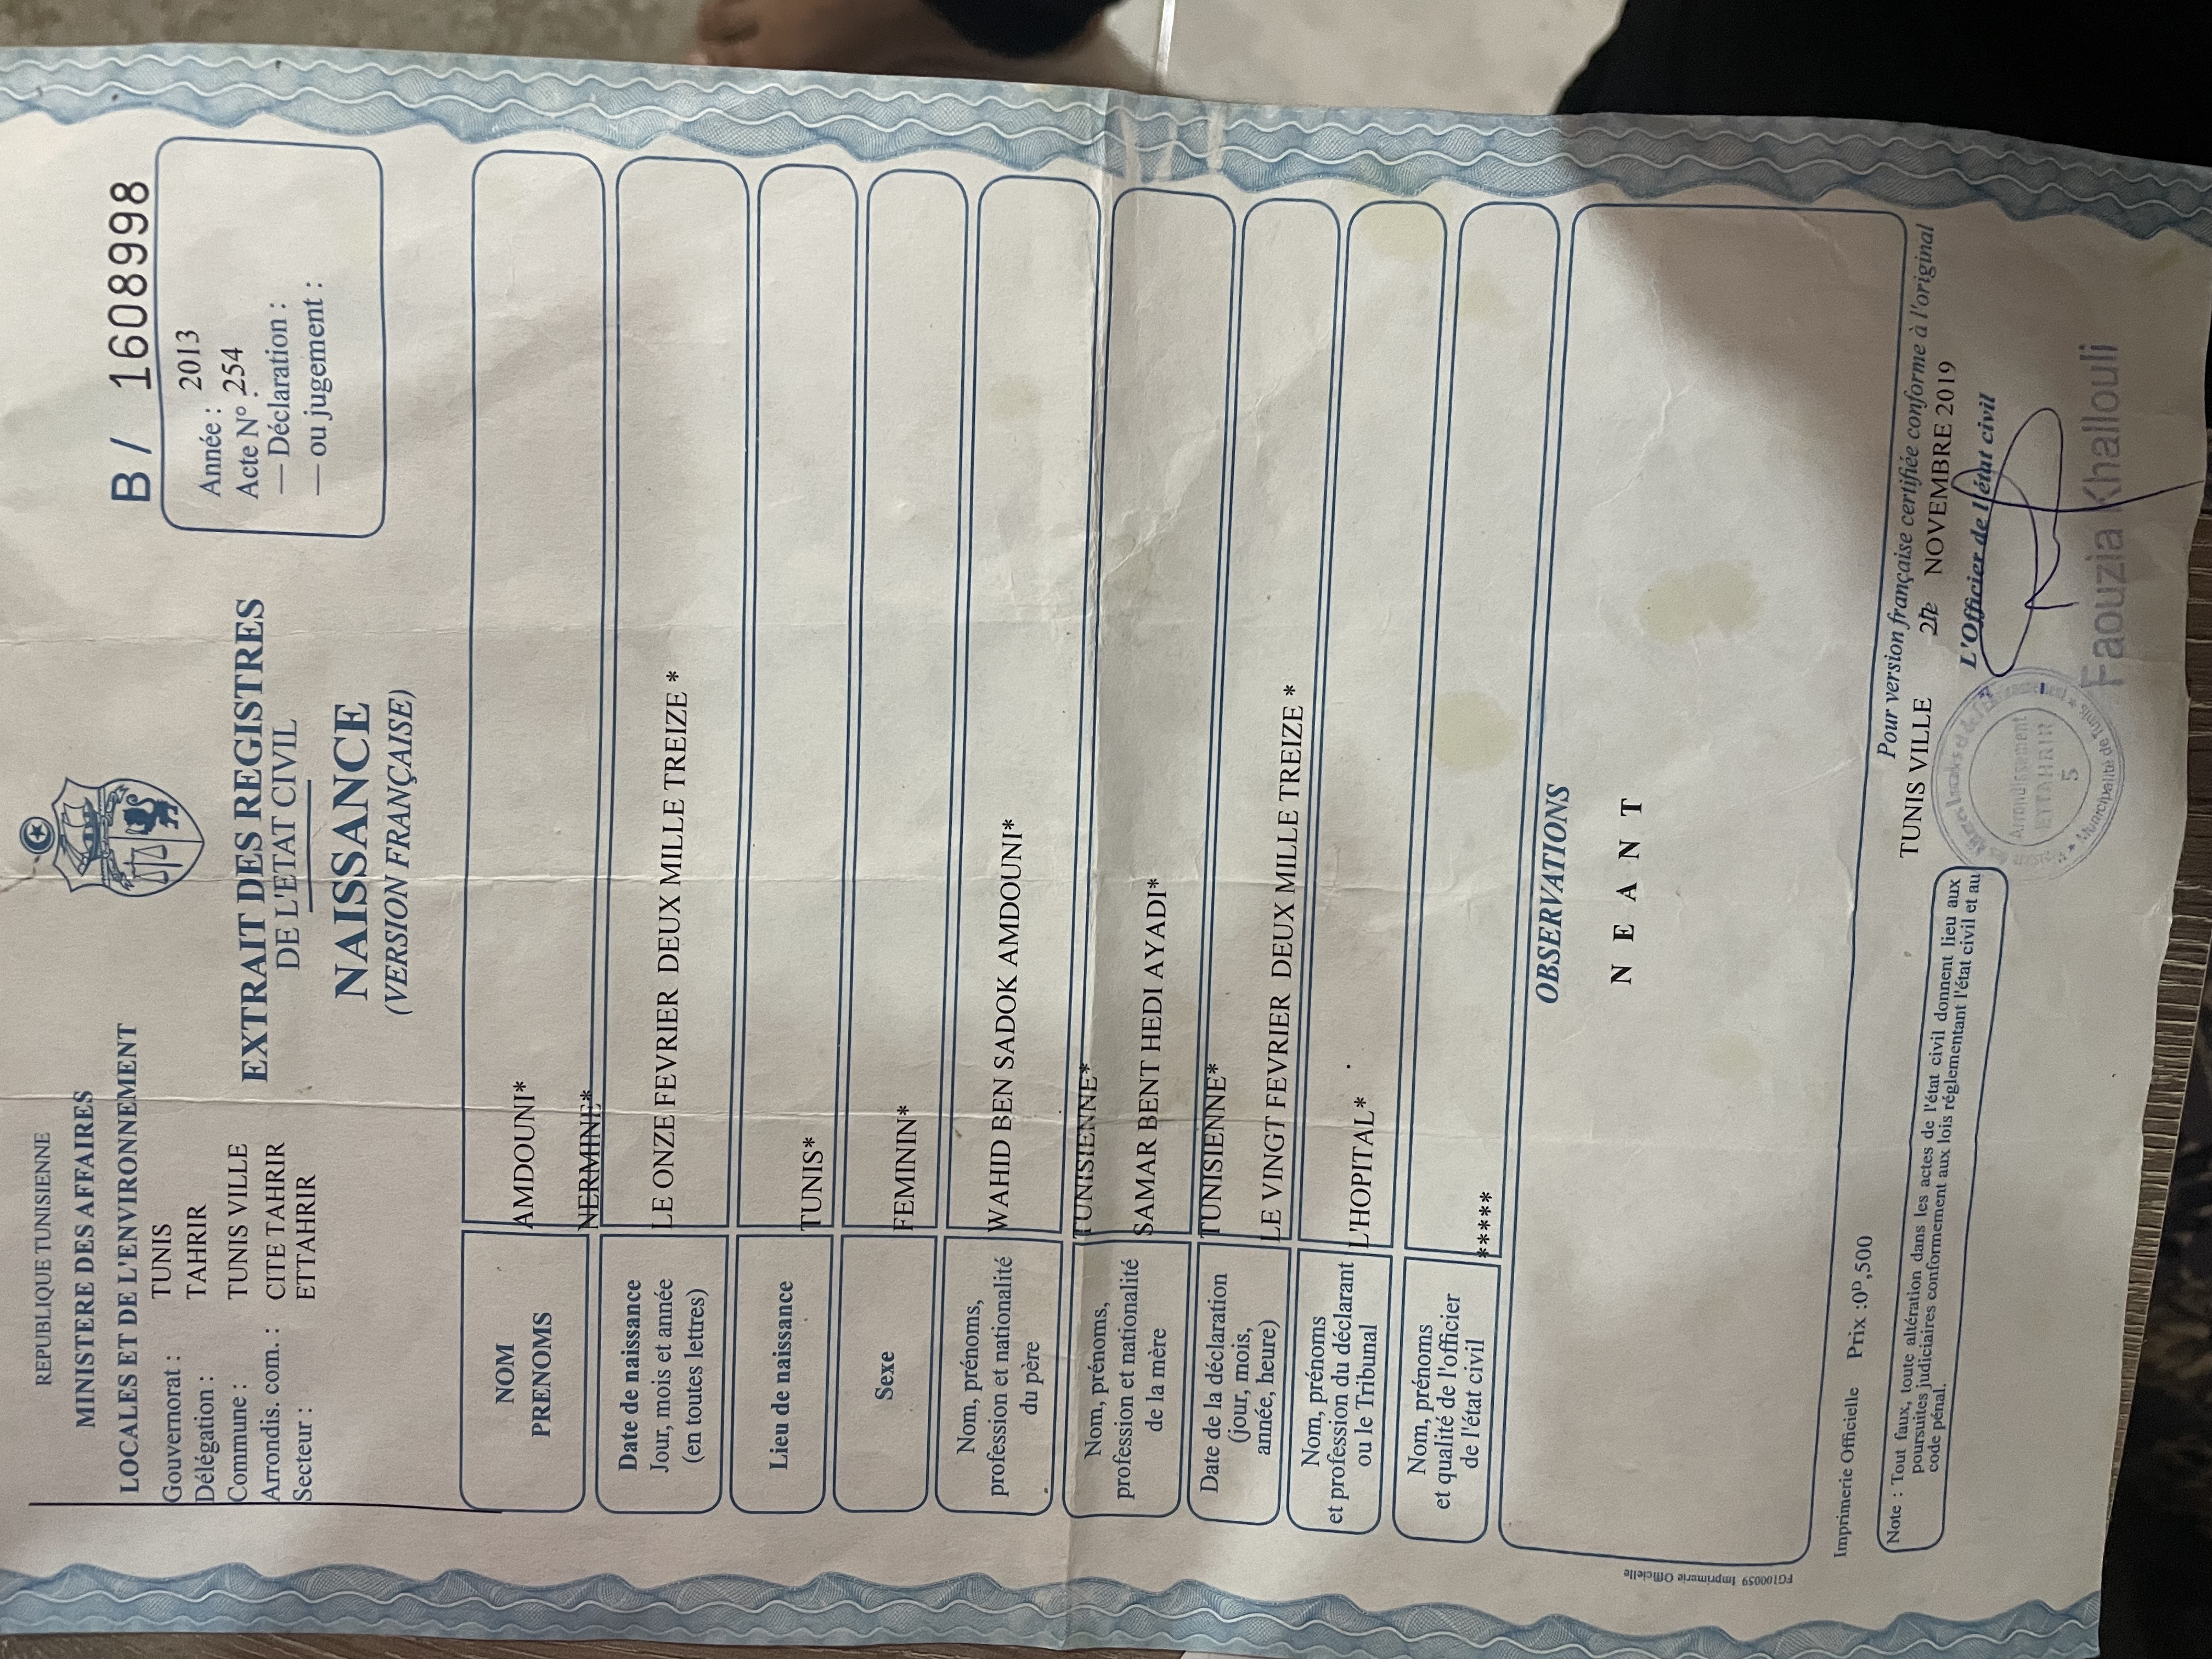 REPUBLIQUE TUNISIENNE
MINISTERE DES AFFAIRES
LOCALES ET DE L'ENVIRONNEMENT
Gouvernorat : TUNIS
Délégation : TAHRIR
Commune : TUNIS VILLE
Arrondis. com. : CITE TAHRIR
Secteur : ETTAHRIR
B / 1608998
Année : 2013
Acte N° : 254
— Déclaration :
— ou jugement :
EXTRAIT DES REGISTRES
DE L'ETAT CIVIL
NAISSANCE
(VERSION FRANÇAISE)
NOM
PRENOMS
AMDOUNI*
NERMINE*
Date de naissance
Jour, mois et année
(en toutes lettres)
LE ONZE FEVRIER DEUX MILLE TREIZE *
Lieu de naissance
TUNIS*
Sexe
FEMININ*
Nom, prénoms,
profession et nationalité
du père
WAHID BEN SADOK AMDOUNI*
TUNISIENNE*
Nom, prénoms,
profession et nationalité
de la mère
SAMAR BENT HEDI AYADI*
TUNISIENNE*
Date de la déclaration
(jour, mois,
année, heure)
LE VINGT FEVRIER DEUX MILLE TREIZE *
Nom, prénoms
et profession du déclarant
ou le Tribunal
L'HOPITAL*
Nom, prénoms
et qualité de l'officier
de l'état civil
*****
OBSERVATIONS
N E A N T
FG100059 Imprimerie Officielle
Imprimerie Officielle Prix :0D,500
Pour version française certifiée conforme à l'original
TUNIS VILLE NOVEMBRE 2019
L'Officier de l'état civil
Faouzia Khallouli
Arrondissement
ETTAHRIR
5
Municipalité de Tunis
Note : Tout faux, toute altération dans les actes de l'état civil donnent lieu aux
poursuites judiciaires conformement aux lois réglementant l'état civil et au
code pénal.